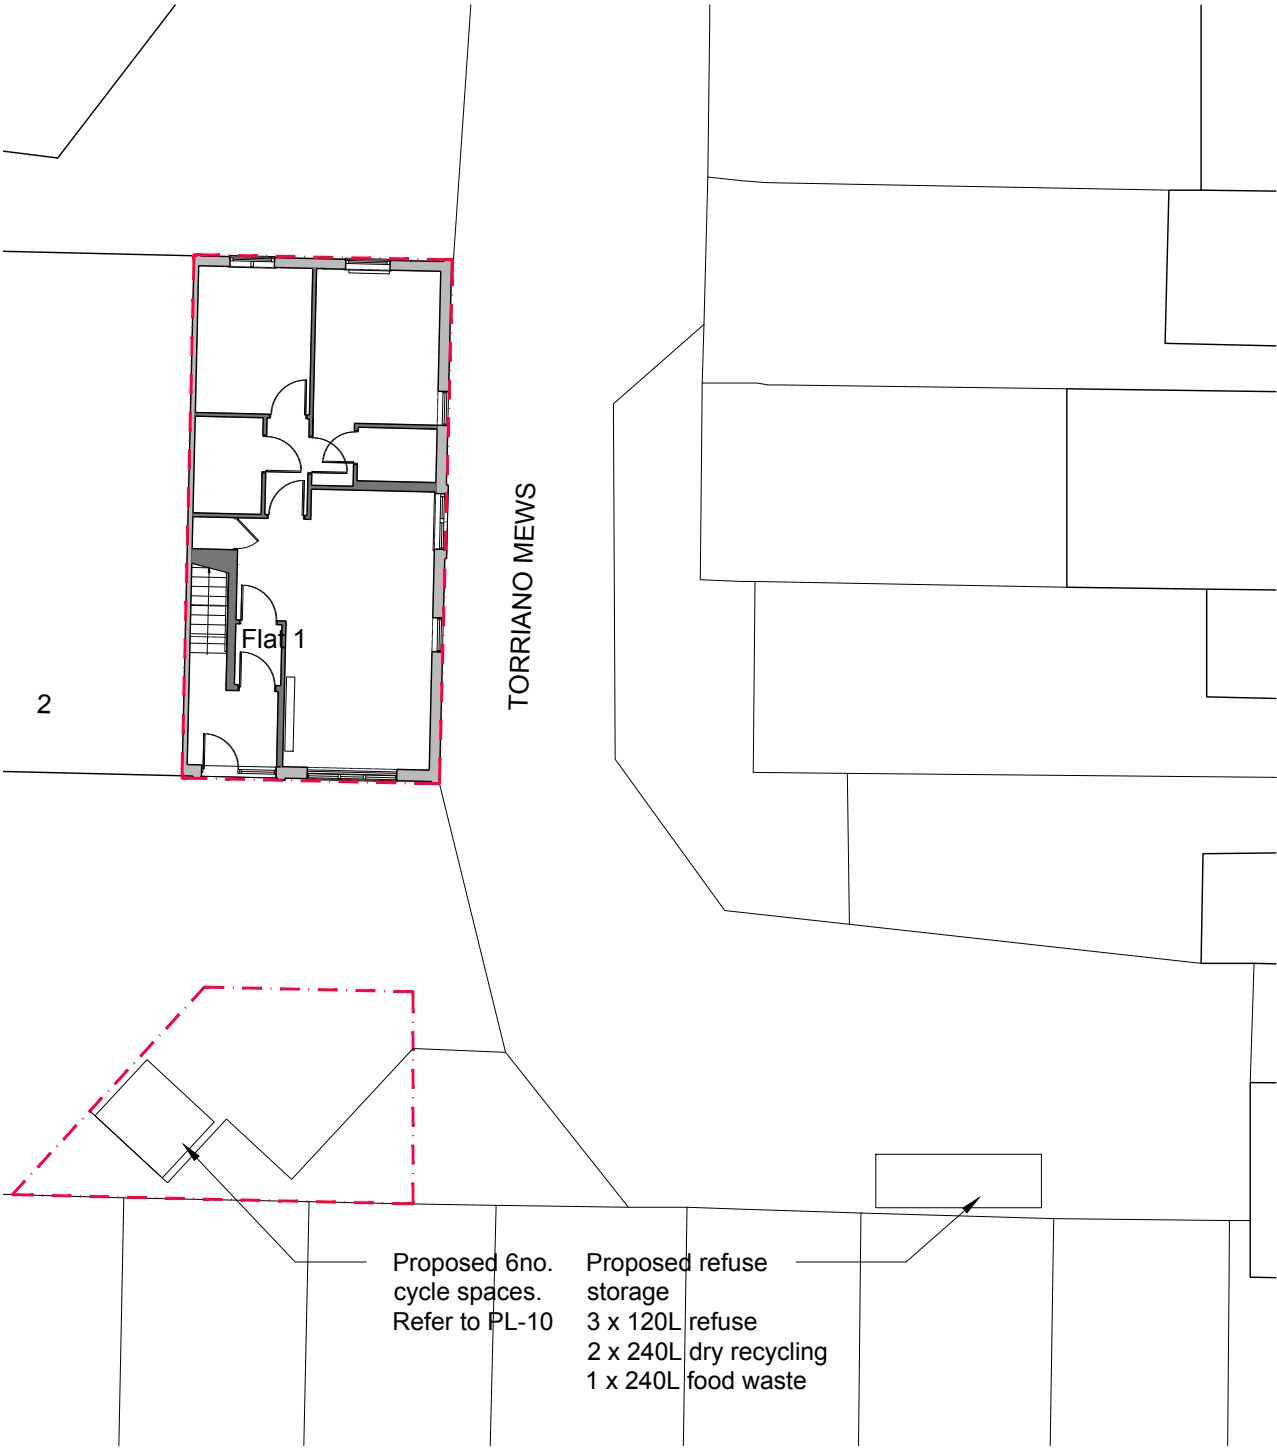 TORRIANO MEWS
Flat 1
2
Proposed 6no.
cycle spaces.
Refer to PL-10
Proposed refuse
storage
3 x 120L refuse
2 x 240L dry recycling
1 x 240L food waste